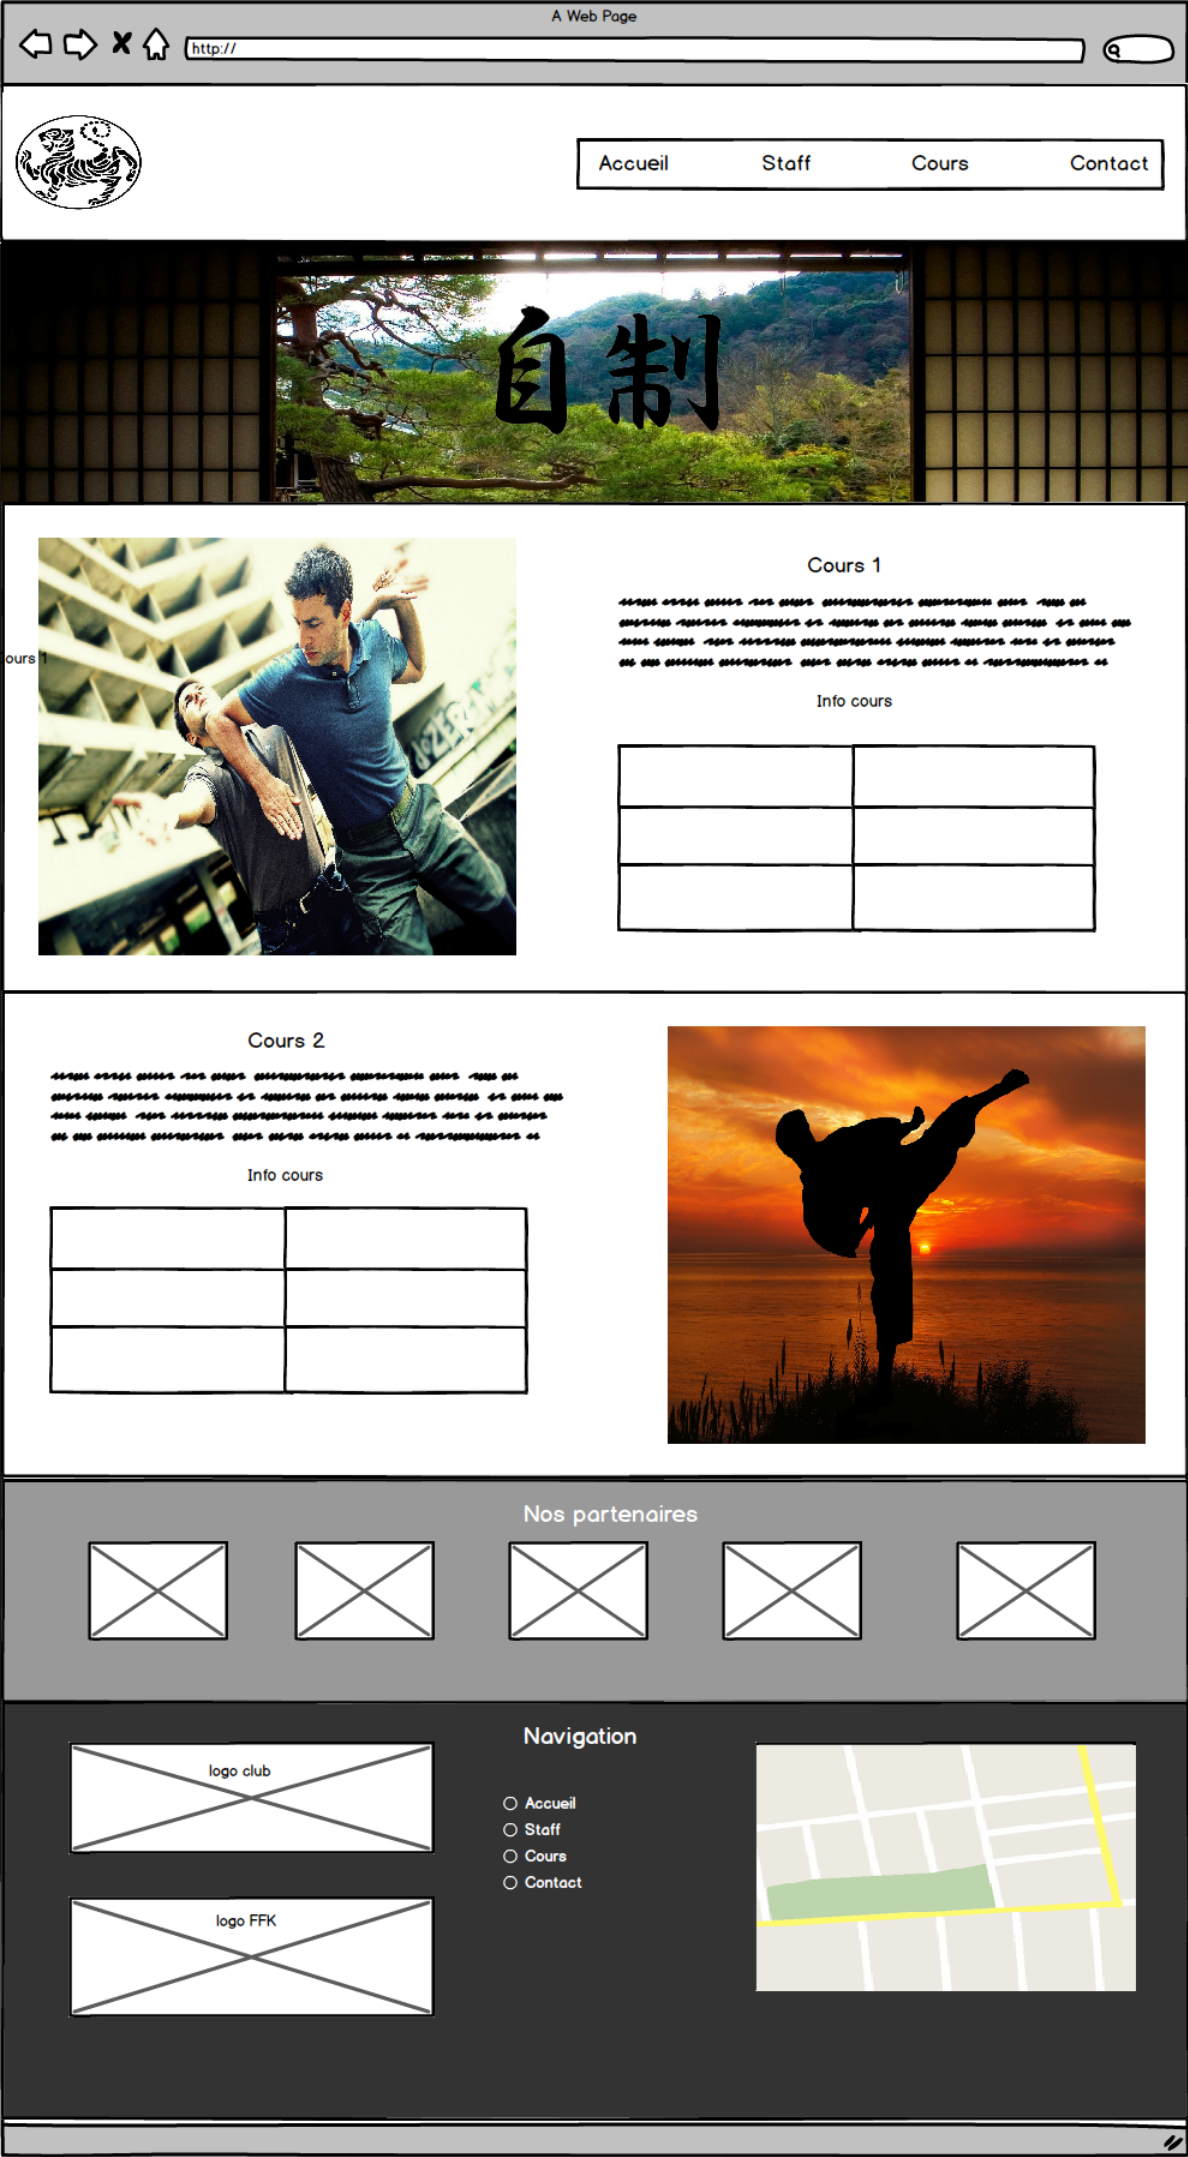 A Web Page
http://
Accueil Staff Cours Contact
自制
Cours 1
ours 1
Info cours
Cours 2
Info cours
Nos partenaires
Navigation
logo club
Accueil
Staff
Cours
Contact
logo FFK